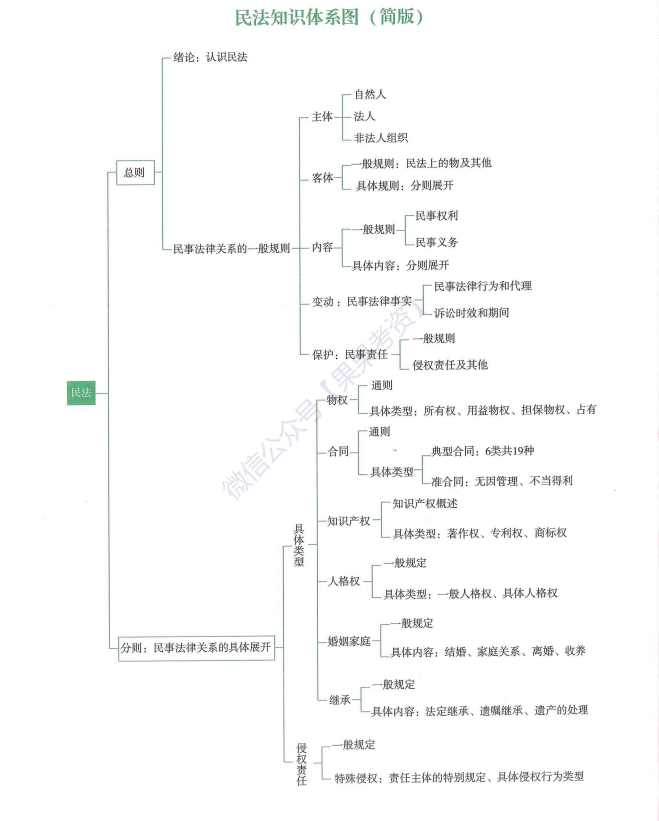 民法知识体系图（简版）
绪论：认识民法
自然人
主体
法人
非法人组织
总则
一般规则：民法上的物及其他
客体
具体规则：分则展开
民事权利
一般规则
民事法律关系的一般规则
内容
民事义务
具体内容：分则展开
民事法律行为和代理
变动：民事法律事实
诉讼时效和期间
一般规则
保护：民事责任
侵权责任及其他
民法
通则
物权
具体类型：所有权、用益物权、担保物权、占有
通则
合同
典型合同：6类共19种
具体类型
准合同：无因管理、不当得利
知识产权概述
知识产权
具体类型
具体类型：著作权、专利权、商标权
一般规定
人格权
具体类型：一般人格权、具体人格权
一般规定
婚姻家庭
分则：民事法律关系的具体展开
具体内容：结婚、家庭关系、离婚、收养
一般规定
继承
具体内容：法定继承、遗嘱继承、遗产的处理
一般规定
侵权责任
特殊侵权：责任主体的特别规定、具体侵权行为类型
微信公众号【果果考资】